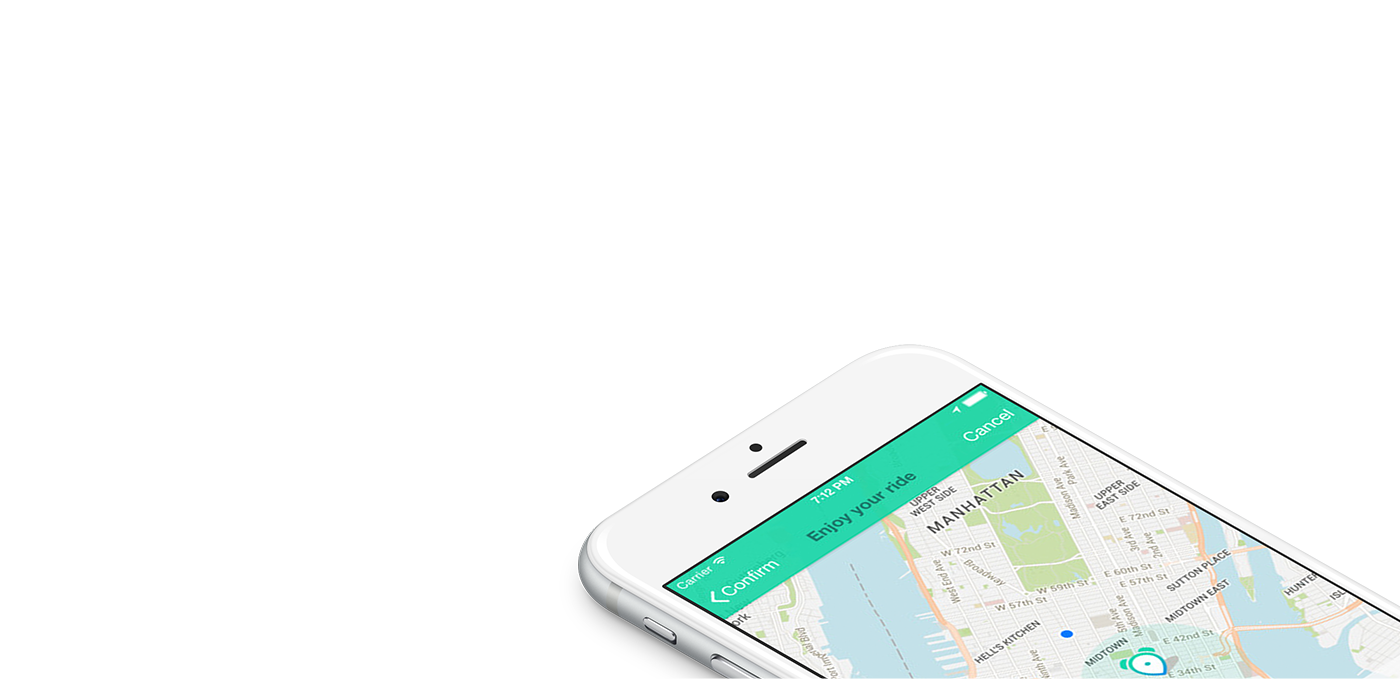 Carrier
7:12 PM
Confirm
Enjoy your ride
Cancel
UPPER
WEST SIDE
MANHATTAN
Madison Ave
Park Ave
UPPER
EAST SIDE
E 72nd St
3rd Ave
2nd Ave
W 72nd St
Broadway
West End Ave
E 60th St
E 57th St
W 59th St
W 57th St
SUTTON PLACE
MIDTOWN EAST
HELL'S KITCHEN
Ninth Ave
5th Ave
Madison Ave
MIDTOWN
E 42nd St
E 34th St
Port Imperial Blvd